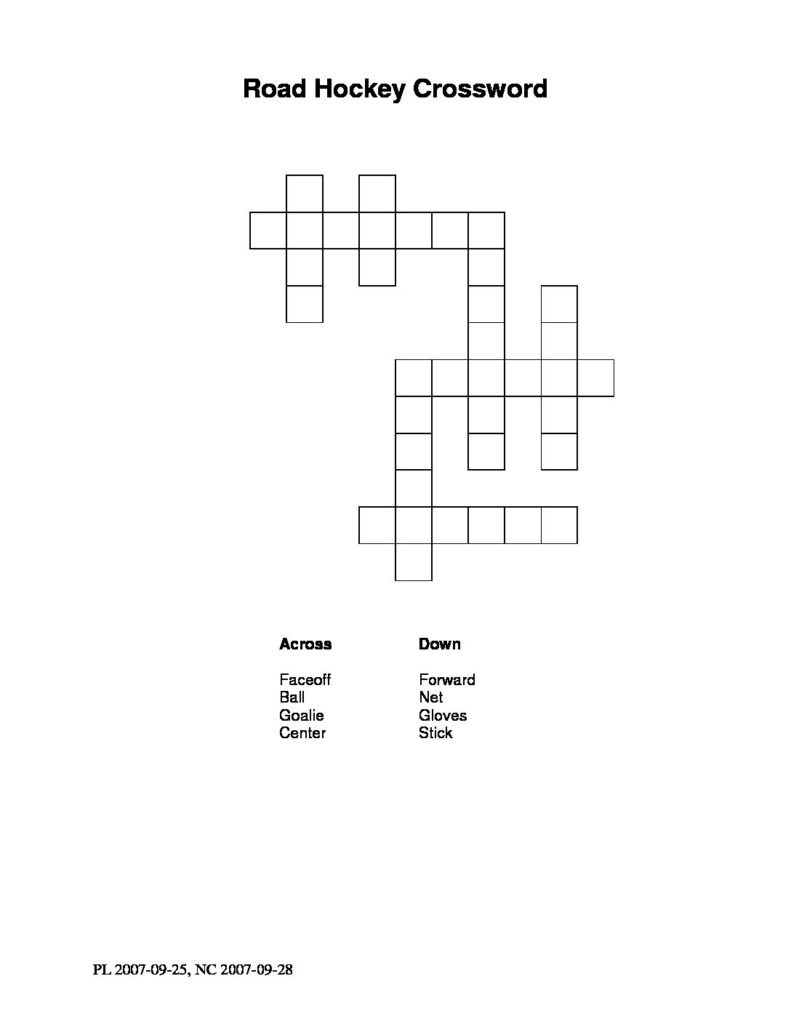 Road Hockey Crossword
Across Down
Faceoff Forward
Ball Net
Goalie Gloves
Center Stick
PL 2007-09-25, NC 2007-09-28